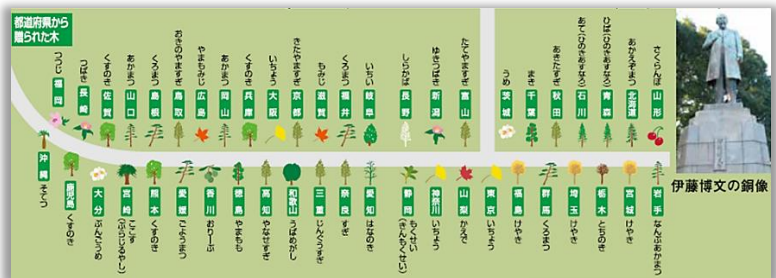 都道府県から
贈られた木
つつじ 福岡
つばき 長崎
くすのき 佐賀
あかまつ 山口
くろまつ 島根
おきのやますぎ 鳥取
やまもみじ 広島
あかまつ 岡山
くすのき 兵庫
いちょう 大阪
きたやますぎ 京都
もみじ 滋賀
くろまつ 福井
いちい 岐阜
しらかば 長野
ゆきつばき 新潟
たてやますぎ 富山
うめ 茨城
まき 千葉
あきたすぎ 秋田
あて(ひのきあすなろ) 石川
ひば(ひのきあすなろ) 青森
あかえぞまつ 北海道
さくらんぼ 山形
沖縄 そてつ
鹿児島 くすのき
大分 ぶんごうめ
宮崎 ここす(ぶらじるやし)
熊本 くすのき
愛媛 ごようまつ
香川 おりーぶ
徳島 やまもも
高知 やなせすぎ
和歌山 うばめがし
三重 じんぐうすぎ
奈良 すぎ
愛知 はなのき
静岡 もくせい(きんもくせい)
神奈川 いちょう
山梨 かえで
東京 いちょう
福島 けやき
群馬 くろまつ
埼玉 けやき
栃木 とちのき
宮城 けやき
岩手 なんぶあかまつ
伊藤博文の銅像